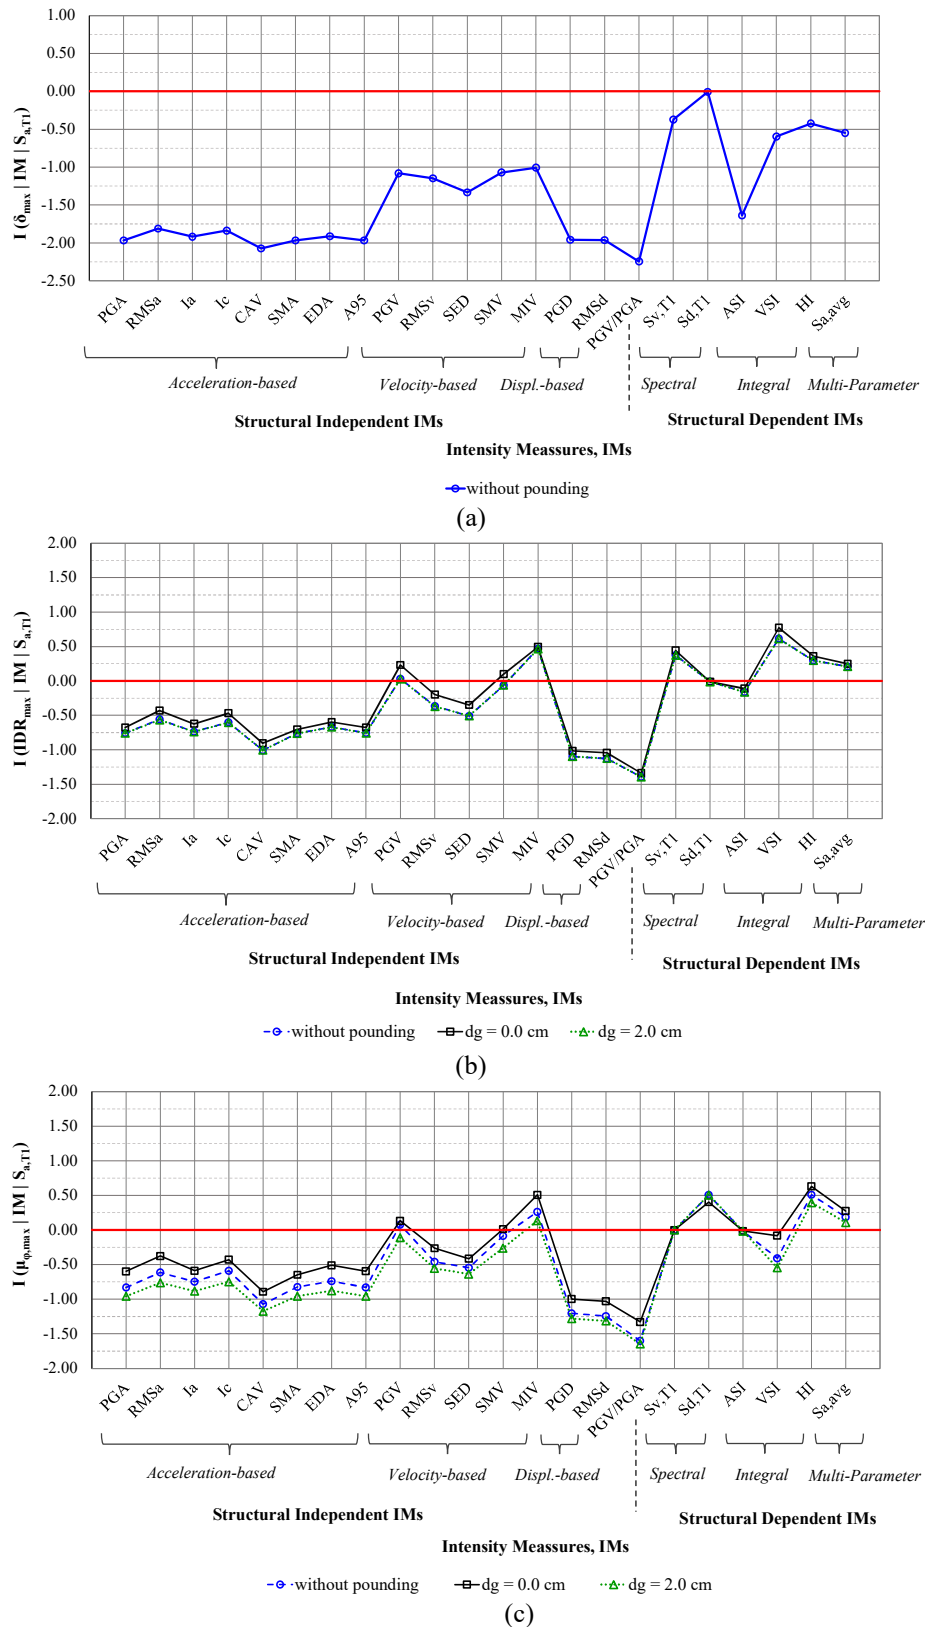 I (δmax | IM | Sa,T1)
1.00
0.50
0.00
-0.50
-1.00
-1.50
-2.00
-2.50
PGA
RMSa
Ia
Ic
CAV
SMA
EDA
A95
PGV
RMSv
SED
SMV
MIV
PGD
RMSd
PGV/PGA
Sv,T1
Sd,T1
ASI
VSI
HI
Sa,avg
Acceleration-based Velocity-based Displ.-based Spectral Integral Multi-Parameter
Structural Independent IMs Structural Dependent IMs
Intensity Meassures, IMs
without pounding
(a)
I (IDRmax | IM | Sa,T1)
2.00
1.50
1.00
0.50
0.00
-0.50
-1.00
-1.50
-2.00
PGA
RMSa
Ia
Ic
CAV
SMA
EDA
A95
PGV
RMSv
SED
SMV
MIV
PGD
RMSd
PGV/PGA
Sv,T1
Sd,T1
ASI
VSI
HI
Sa,avg
Acceleration-based Velocity-based Displ.-based Spectral Integral Multi-Parameter
Structural Independent IMs Structural Dependent IMs
Intensity Meassures, IMs
without pounding dg = 0.0 cm dg = 2.0 cm
(b)
I (μφ,max | IM | Sa,T1)
2.00
1.50
1.00
0.50
0.00
-0.50
-1.00
-1.50
-2.00
PGA
RMSa
Ia
Ic
CAV
SMA
EDA
A95
PGV
RMSv
SED
SMV
MIV
PGD
RMSd
PGV/PGA
Sv,T1
Sd,T1
ASI
VSI
HI
Sa,avg
Acceleration-based Velocity-based Displ.-based Spectral Integral Multi-Parameter
Structural Independent IMs Structural Dependent IMs
Intensity Meassures, IMs
without pounding dg = 0.0 cm dg = 2.0 cm
(c)